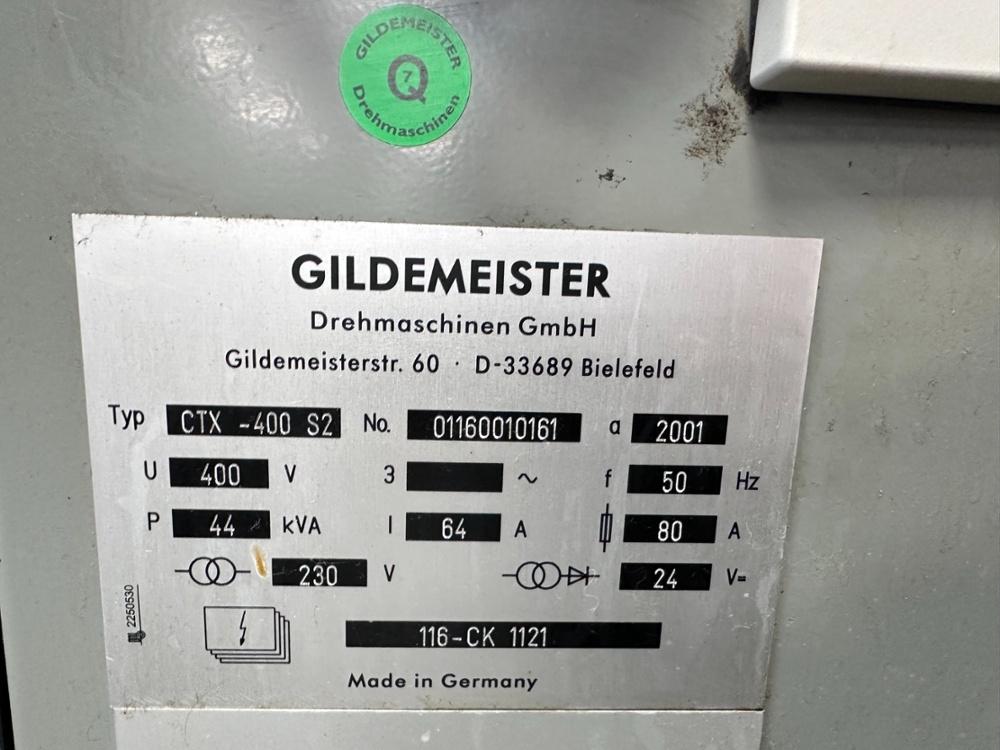 GILDEMEISTER
7
Q
Drehmaschinen
GILDEMEISTER
Drehmaschinen GmbH
Gildemeisterstr. 60 · D-33689 Bielefeld
Typ CTX -400 S2 No. 01160010161 a 2001
U 400 V 3 ~ f 50 Hz
P 44 kVA I 64 A 80 A
230 V 24 V=
2250530
116-CK 1121
Made in Germany